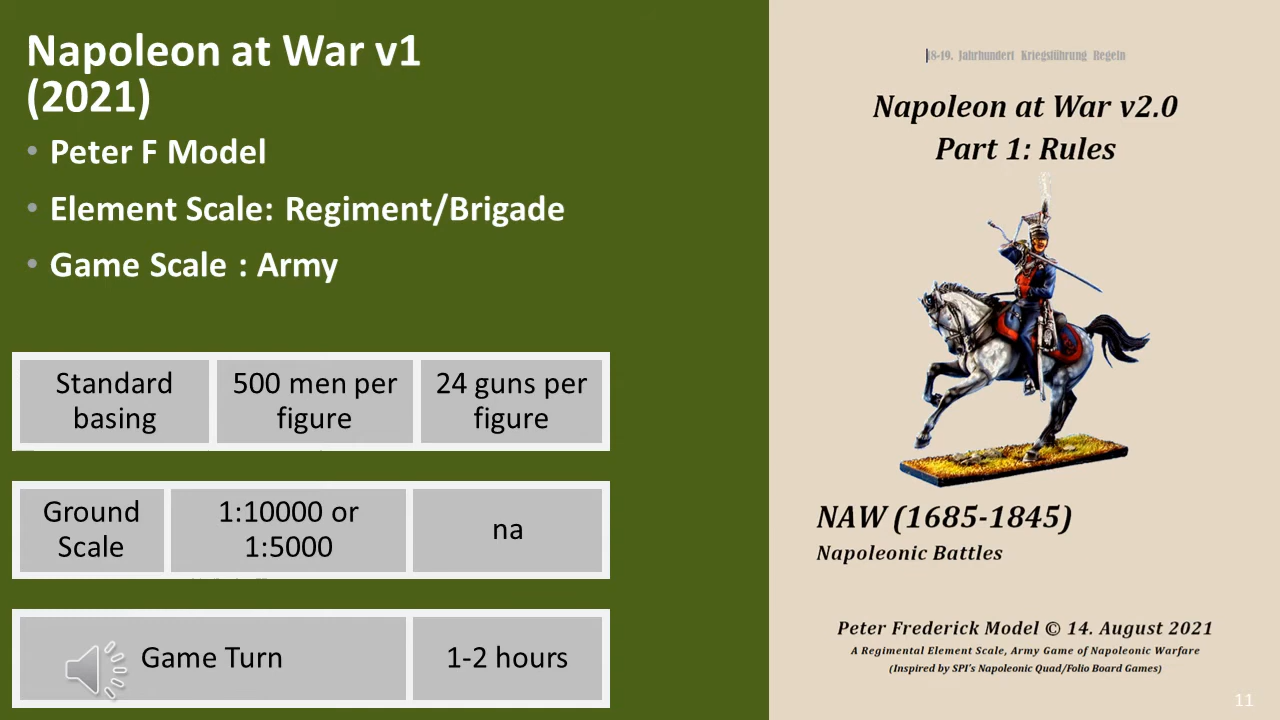 Napoleon at War v1
(2021)
• Peter F Model
• Element Scale: Regiment/Brigade
• Game Scale : Army
Standard basing
500 men per figure
24 guns per figure
Ground Scale
1:10000 or 1:5000
na
Game Turn
1-2 hours
18-19. Jahrhundert Kriegsführung Regeln
Napoleon at War v2.0
Part 1: Rules
NAW (1685-1845)
Napoleonic Battles
Peter Frederick Model © 14. August 2021
A Regimental Element Scale, Army Game of Napoleonic Warfare
(Inspired by SPI's Napoleonic Quad/Folio Board Games)
11